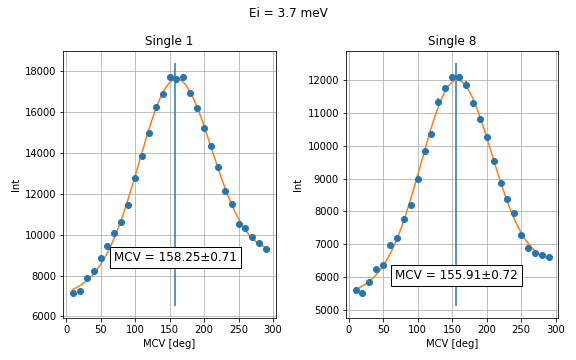 Ei = 3.7 meV
Single 1
Single 8
18000
16000
14000
12000
10000
8000
6000
Int
MCV = 158.25±0.71
0 50 100 150 200 250 300
MCV [deg]
12000
11000
10000
9000
8000
7000
6000
5000
Int
MCV = 155.91±0.72
0 50 100 150 200 250 300
MCV [deg]